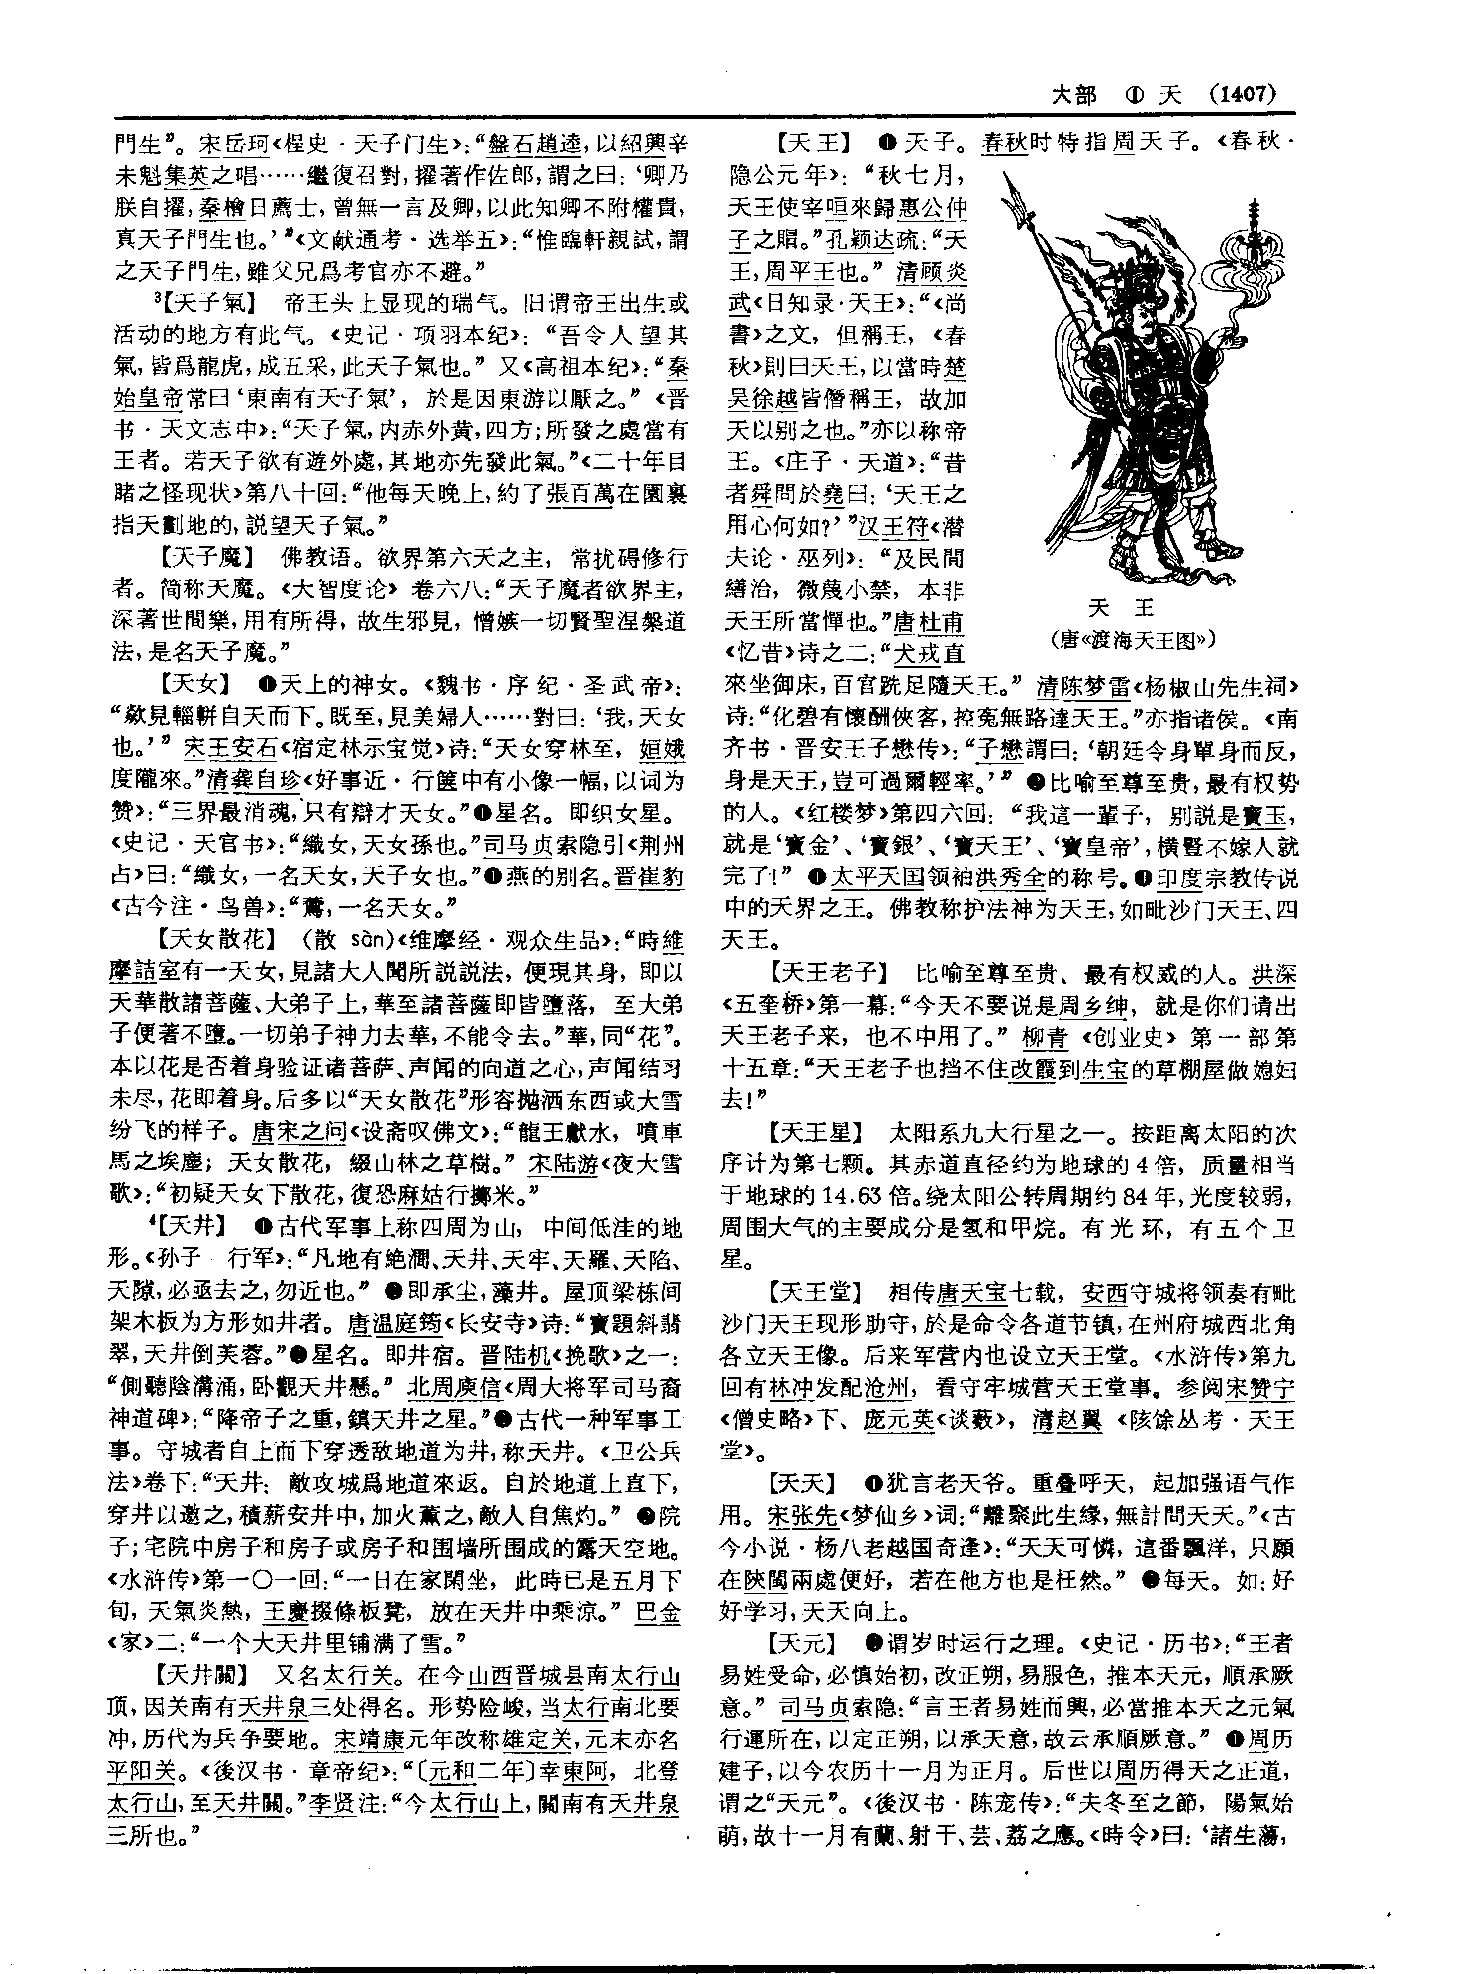 大部 ① 天 (1407)
門生”。宋岳珂《桯史·天子门生》：“盤石趙逵，以紹興辛
未魁集英之唱……繼復召對，擢著作佐郎，謂之曰：‘卿乃
朕自擢，秦檜日薦士，曾無一言及卿，以此知卿不附權貴，
真天子門生也。’”《文献通考·选举五》：“惟臨軒親試，謂
之天子門生，雖父兄爲考官亦不避。”
³【天子氣】 帝王头上显现的瑞气。旧谓帝王出生或
活动的地方有此气。《史记·项羽本纪》：“吾令人望其
氣，皆爲龍虎，成五采，此天子氣也。”又《高祖本纪》：“秦
始皇帝常曰‘東南有天子氣’，於是因東游以厭之。”《晋
书·天文志中》：“天子氣，内赤外黄，四方；所發之處當有
王者。若天子欲有遊外處，其地亦先發此氣。”《二十年目
睹之怪现状》第八十回：“他每天晚上，約了張百萬在園裏
指天劃地的，説望天子氣。”
【天子魔】 佛教语。欲界第六天之主，常扰碍修行
者。简称天魔。《大智度论》卷六八：“天子魔者欲界主，
深著世間樂，用有所得，故生邪見，憎嫉一切賢聖涅槃道
法，是名天子魔。”
【天女】 ❶天上的神女。《魏书·序纪·圣武帝》：
“欻見輜軿自天而下。既至，見美婦人……對曰：‘我，天女
也。’”宋王安石《宿定林示宝觉》诗：“天女穿林至，姮娥
度隴來。”清龚自珍《好事近·行箧中有小像一幅，以词为
赞》：“三界最消魂，只有辯才天女。”❷星名。即织女星。
《史记·天官书》：“織女，天女孫也。”司马贞索隐引《荆州
占》曰：“織女，一名天女，天子女也。”❸燕的别名。晋崔豹
《古今注·鸟兽》：“鷰，一名天女。”
【天女散花】 (散 sàn)《维摩经·观众生品》：“時維
摩詰室有一天女，見諸大人聞所説説法，便現其身，即以
天華散諸菩薩、大弟子上，華至諸菩薩即皆墮落，至大弟
子便著不墮。一切弟子神力去華，不能令去。”華，同“花”。
本以花是否着身验证诸菩萨、声闻的向道之心，声闻结习
未尽，花即着身。后多以“天女散花”形容抛洒东西或大雪
纷飞的样子。唐宋之问《设斋叹佛文》：“龍王獻水，噴車
馬之埃塵；天女散花，綴山林之草樹。”宋陆游《夜大雪
歌》：“初疑天女下散花，復恐麻姑行擲米。”
⁴【天井】 ❶古代军事上称四周为山，中间低洼的地
形。《孙子·行军》：“凡地有絶澗、天井、天牢、天羅、天陷、
天隙，必亟去之，勿近也。”❷即承尘，藻井。屋顶梁栋间
架木板为方形如井者。唐温庭筠《长安寺》诗：“寶題斜翡
翠，天井倒芙蓉。”❸星名。即井宿。晋陆机《挽歌》之一：
“側聽陰溝涌，卧觀天井懸。”北周庾信《周大将军司马裔
神道碑》：“降帝子之重，鎮天井之星。”❹古代一种军事工
事。守城者自上而下穿透敌地道为井，称天井。《卫公兵
法》卷下：“天井：敵攻城爲地道來返。自於地道上直下，
穿井以邀之，積薪安井中，加火薰之，敵人自焦灼。”❺院
子；宅院中房子和房子或房子和围墙所围成的露天空地。
《水浒传》第一〇一回：“一日在家閑坐，此時已是五月下
旬，天氣炎熱，王慶掇條板凳，放在天井中乘涼。”巴金
《家》二：“一个大天井里铺满了雪。”
【天井關】 又名太行关。在今山西晋城县南太行山
顶，因关南有天井泉三处得名。形势险峻，当太行南北要
冲，历代为兵争要地。宋靖康元年改称雄定关，元末亦名
平阳关。《後汉书·章帝纪》：“〔元和二年〕幸東阿，北登
太行山，至天井關。”李贤注：“今太行山上，關南有天井泉
三所也。”
【天王】 ❶天子。春秋时特指周天子。《春秋·
隐公元年》：“秋七月，
天王使宰咺來歸惠公仲
子之賵。”孔颖达疏：“天
王，周平王也。”清顾炎
武《日知录·天王》：“《尚
書》之文，但稱王，《春
秋》則曰天王，以當時楚
吴徐越皆僭稱王，故加
天以别之也。”亦以称帝
王。《庄子·天道》：“昔
者舜問於堯曰：‘天王之
用心何如？’”汉王符《潜
夫论·巫列》：“及民間
繕治，微蔑小禁，本非
天王所當憚也。”唐杜甫
《忆昔》诗之二：“犬戎直
來坐御床，百官跣足隨天王。”清陈梦雷《杨椒山先生祠》
诗：“化碧有懷酬俠客，控寃無路達天王。”亦指诸侯。《南
齐书·晋安王子懋传》：“子懋謂曰：‘朝廷令身單身而反，
身是天王，豈可過爾輕率。’”❷比喻至尊至贵，最有权势
的人。《红楼梦》第四六回：“我這一輩子，别説是寶玉，
就是‘寶金’、‘寶銀’、‘寶天王’、‘寶皇帝’，横豎不嫁人就
完了！”❸太平天国领袖洪秀全的称号。❹印度宗教传说
中的天界之王。佛教称护法神为天王，如毗沙门天王、四
天王。
天王
(唐《渡海天王图》)
【天王老子】 比喻至尊至贵、最有权威的人。洪深
《五奎桥》第一幕：“今天不要说是周乡绅，就是你们请出
天王老子来，也不中用了。”柳青《创业史》第一部第
十五章：“天王老子也挡不住改霞到生宝的草棚屋做媳妇
去！”
【天王星】 太阳系九大行星之一。按距离太阳的次
序计为第七颗。其赤道直径约为地球的4倍，质量相当
于地球的14.63倍。绕太阳公转周期约84年，光度较弱，
周围大气的主要成分是氢和甲烷。有光环，有五个卫
星。
【天王堂】 相传唐天宝七载，安西守城将领奏有毗
沙门天王现形助守，於是命令各道节镇，在州府城西北角
各立天王像。后来军营内也设立天王堂。《水浒传》第九
回有林冲发配沧州，看守牢城营天王堂事。参阅宋赞宁
《僧史略》下、庞元英《谈薮》，清赵翼《陔馀丛考·天王
堂》。
【天天】 ❶犹言老天爷。重叠呼天，起加强语气作
用。宋张先《梦仙乡》词：“離聚此生緣，無計問天天。”《古
今小说·杨八老越国奇逢》：“天天可憐，這番飄洋，只願
在陝閩兩處便好，若在他方也是枉然。”❷每天。如：好
好学习，天天向上。
【天元】 ❶谓岁时运行之理。《史记·历书》：“王者
易姓受命，必慎始初，改正朔，易服色，推本天元，順承厥
意。”司马贞索隐：“言王者易姓而興，必當推本天之元氣
行運所在，以定正朔，以承天意，故云承順厥意。”❷周历
建子，以今农历十一月为正月。后世以周历得天之正道，
谓之“天元”。《後汉书·陈宠传》：“夫冬至之節，陽氣始
萌，故十一月有蘭、射干、芸、荔之應。《時令》曰：‘諸生蕩，